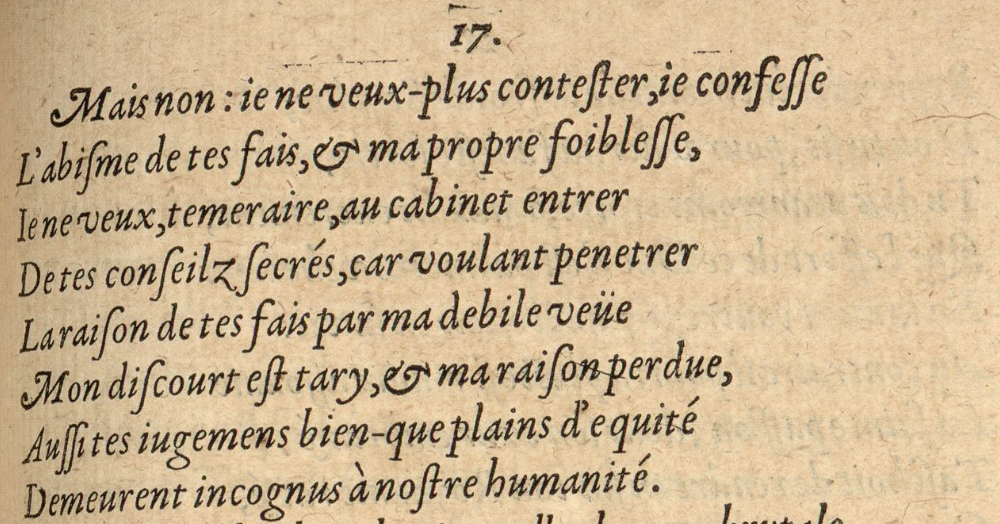 17.
Mais non : ie ne veux-plus conteſter, ie confeſſe
L'abiſme de tes fais, & ma propre foibleſſe,
Ie ne veux, temeraire, au cabinet entrer
De tes conſeilz ſecrés, car voulant penetrer
La raiſon de tes fais par ma debile veüe
Mon diſcourt eſt tary, & ma raiſon perdue,
Auſſi tes iugemens bien-que plains d'equité
Demeurent incognus à noſtre humanité.